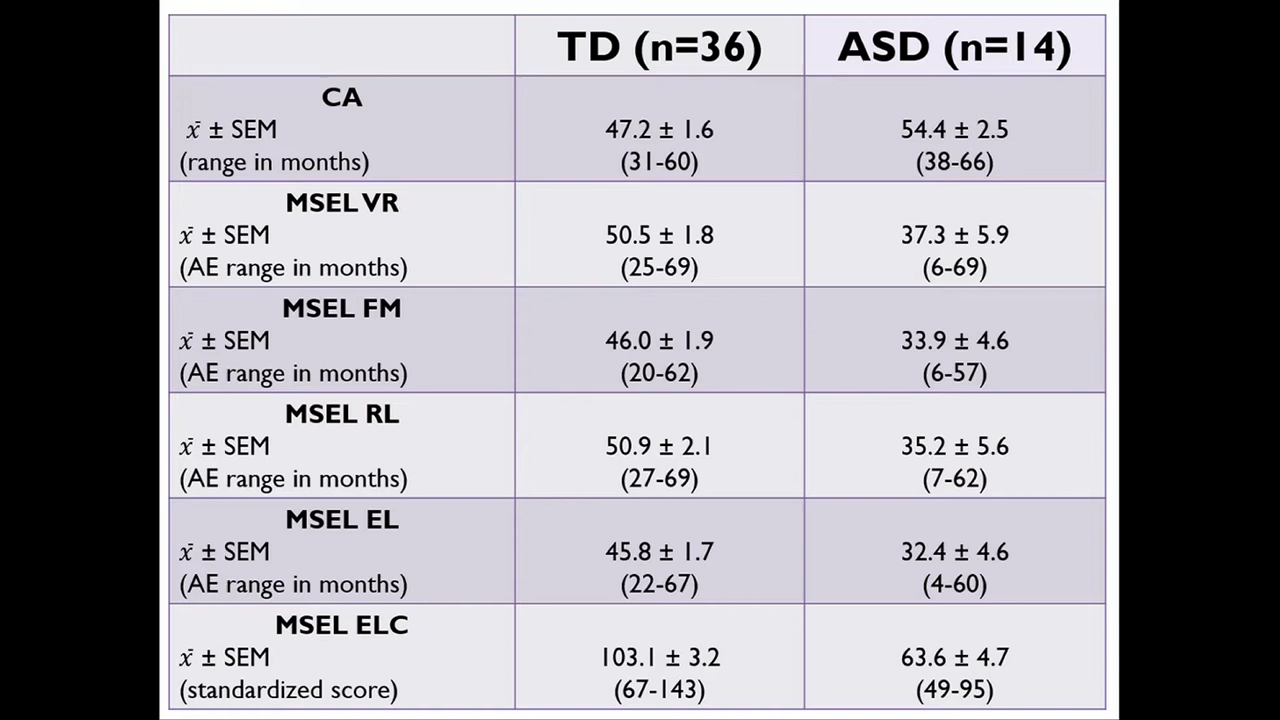 TD (n=36) ASD (n=14)
CA
x̄ ± SEM 47.2 ± 1.6 54.4 ± 2.5
(range in months) (31-60) (38-66)
MSEL VR
x̄ ± SEM 50.5 ± 1.8 37.3 ± 5.9
(AE range in months) (25-69) (6-69)
MSEL FM
x̄ ± SEM 46.0 ± 1.9 33.9 ± 4.6
(AE range in months) (20-62) (6-57)
MSEL RL
x̄ ± SEM 50.9 ± 2.1 35.2 ± 5.6
(AE range in months) (27-69) (7-62)
MSEL EL
x̄ ± SEM 45.8 ± 1.7 32.4 ± 4.6
(AE range in months) (22-67) (4-60)
MSEL ELC
x̄ ± SEM 103.1 ± 3.2 63.6 ± 4.7
(standardized score) (67-143) (49-95)